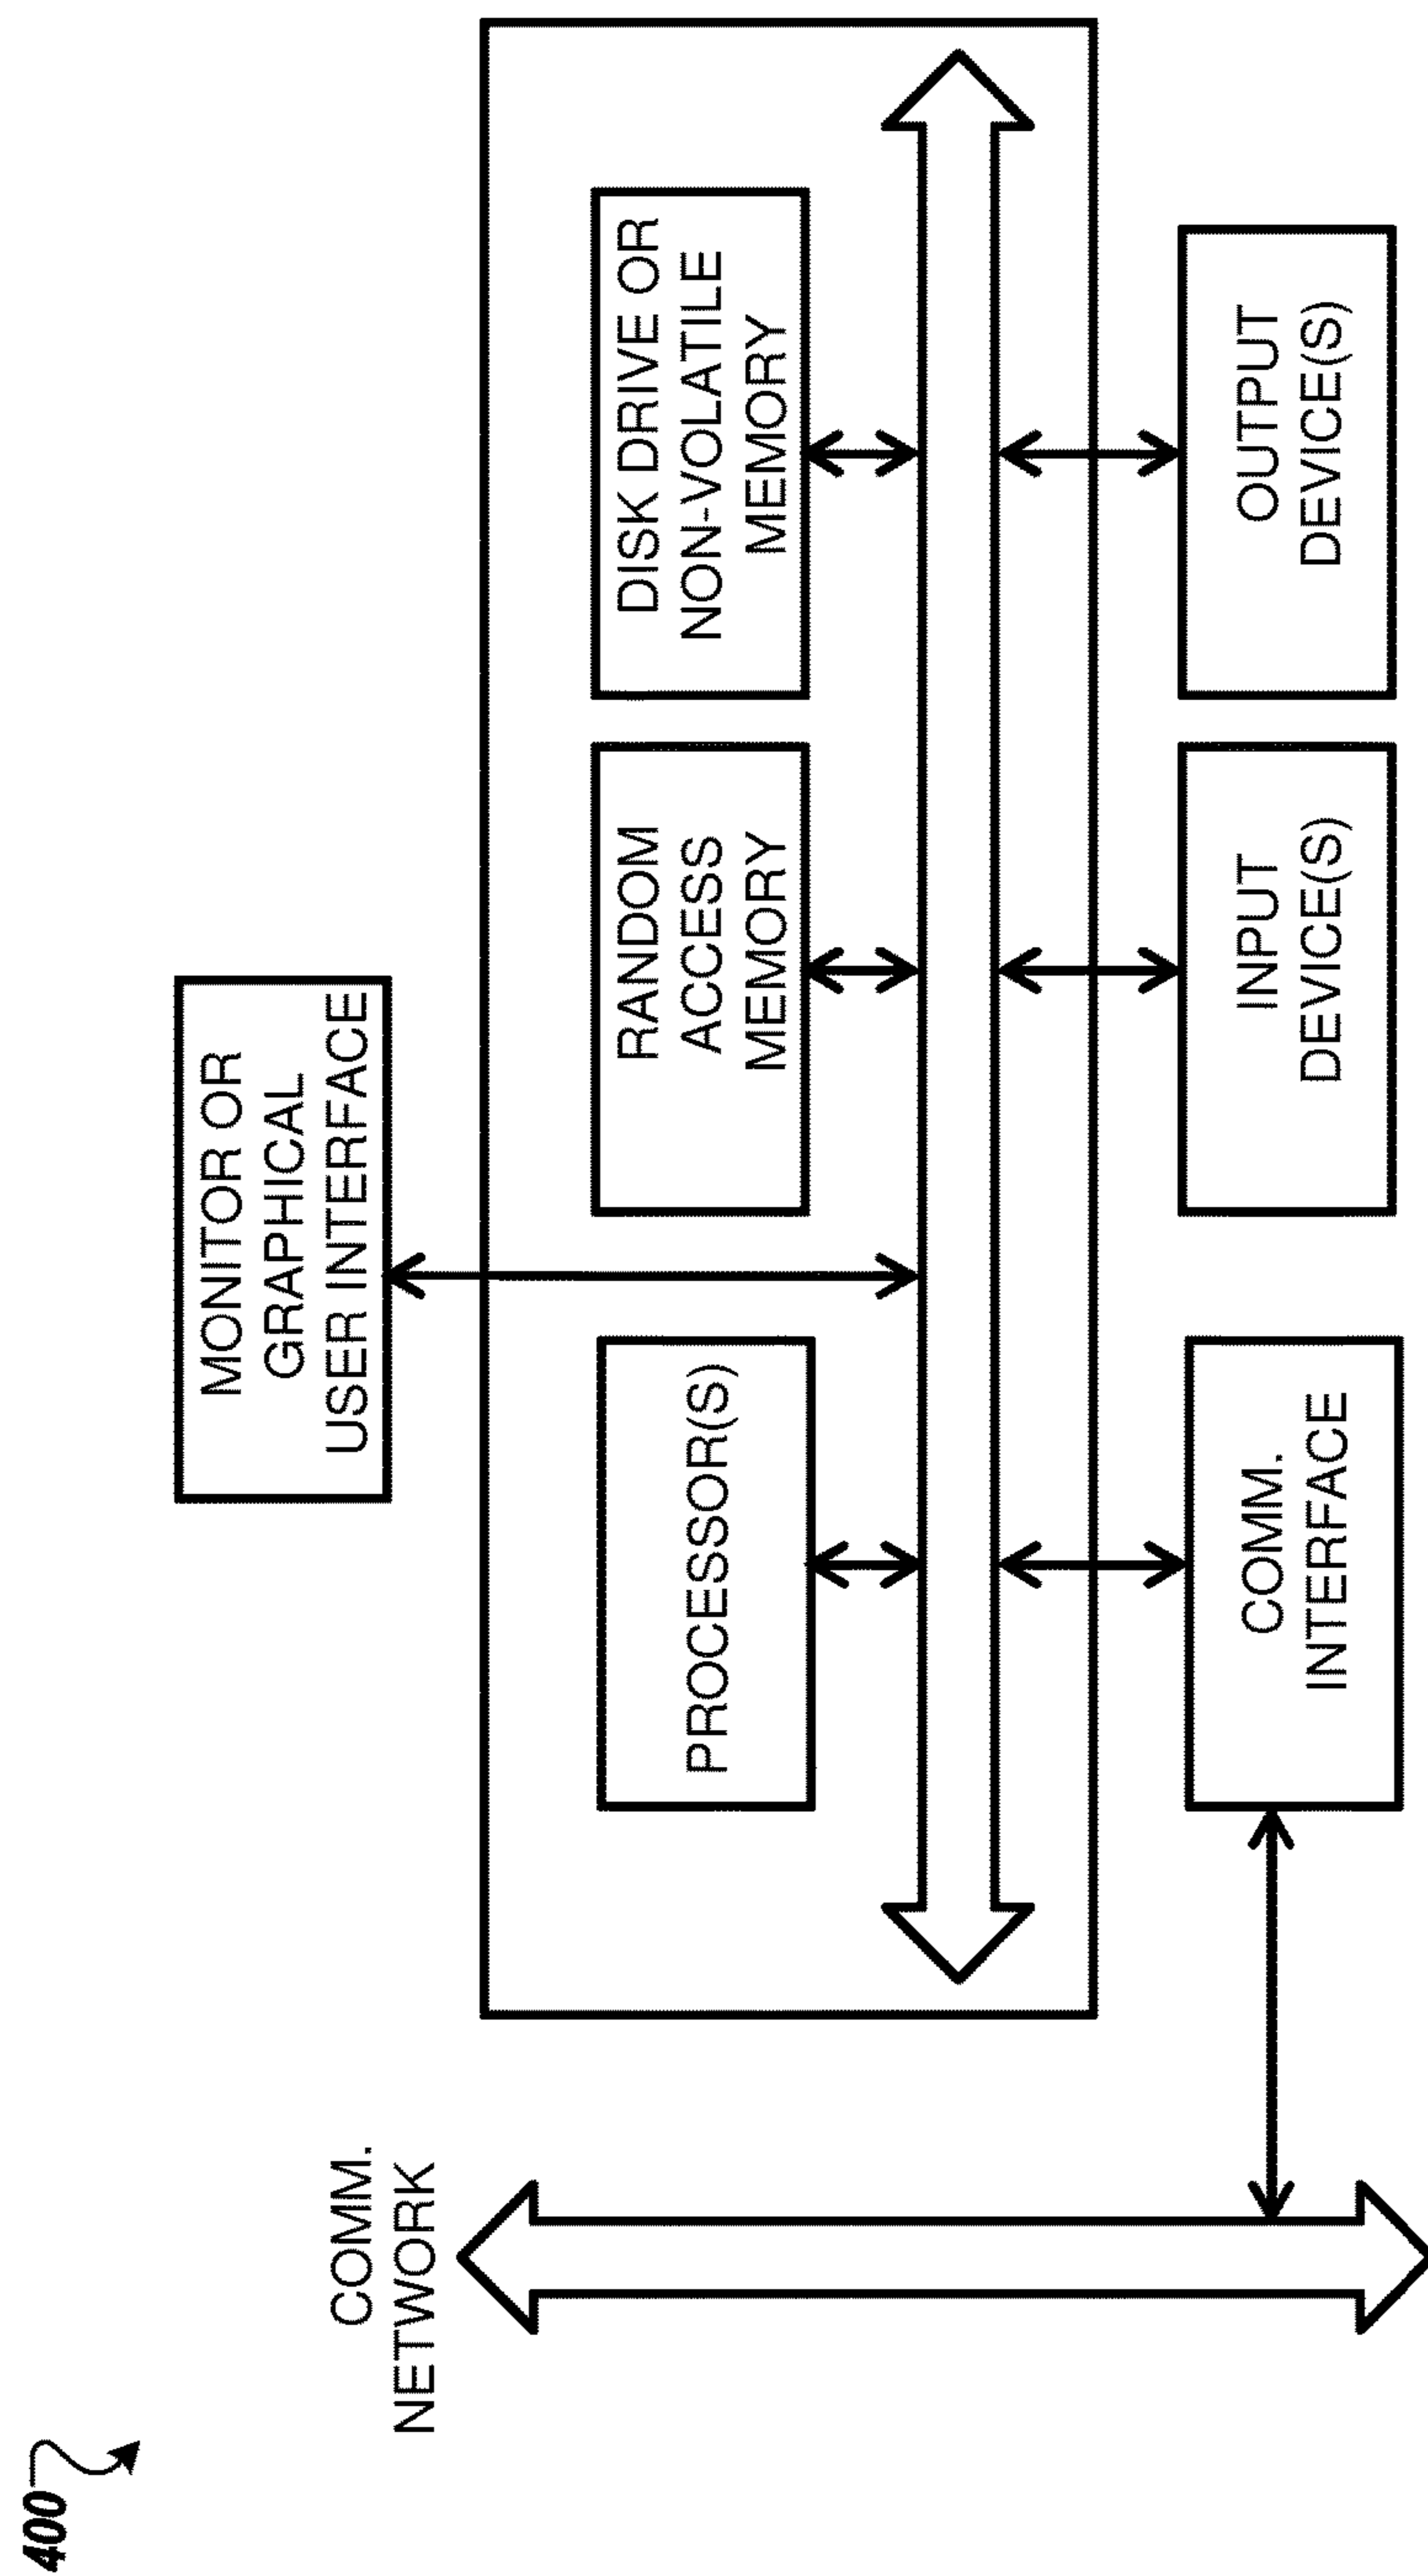 400
MONITOR OR
GRAPHICAL
USER INTERFACE
COMM.
NETWORK
PROCESSOR(S)
RANDOM
ACCESS
MEMORY
DISK DRIVE OR
NON-VOLATILE
MEMORY
COMM.
INTERFACE
INPUT
DEVICE(S)
OUTPUT
DEVICE(S)